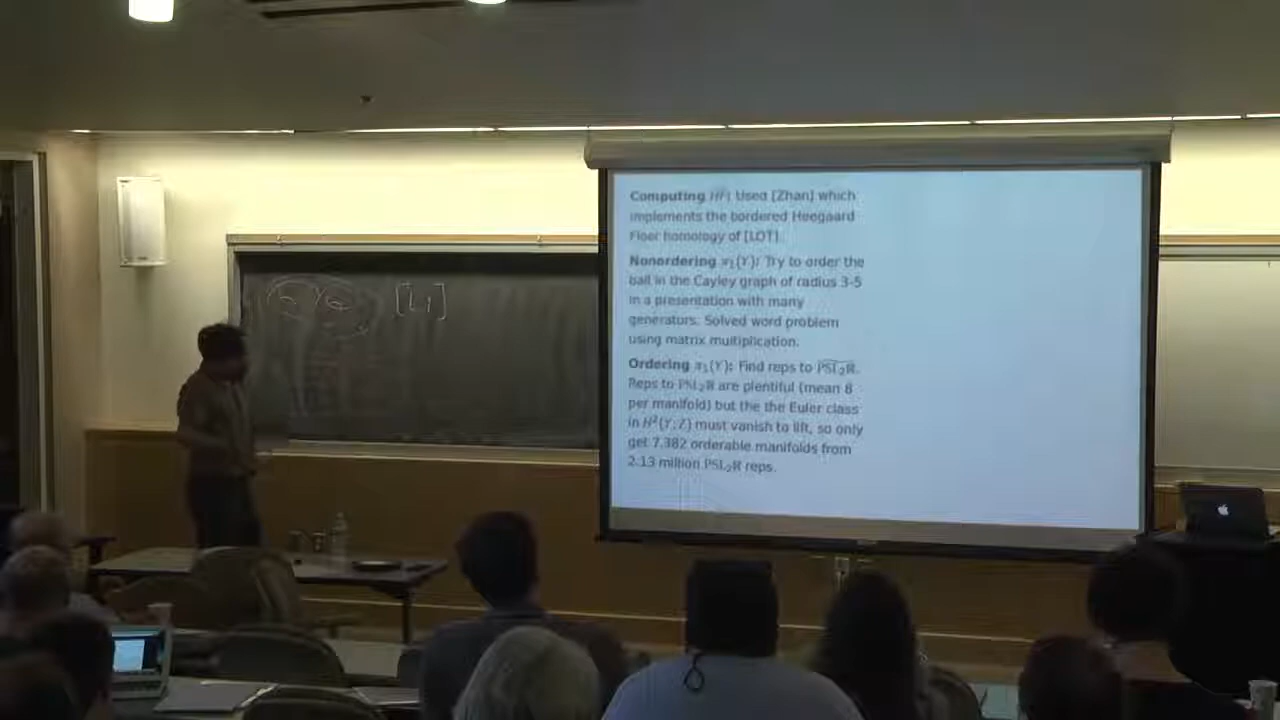 Computing HF: Used [Zhan] which
implements the bordered Heegaard
Floer homology of [LOT].
Nonordering π₁(Y): Try to order the
ball in the Cayley graph of radius 3-5
in a presentation with many
generators. Solved word problem
using matrix multiplication.
Ordering π₁(Y): Find reps to P͠S͠L͠₂R͠.
Reps to PSL₂R are plentiful (mean 8
per manifold) but the the Euler class
in H²(Y;Z) must vanish to lift, so only
get 7,382 orderable manifolds from
2.13 million PSL₂R reps.